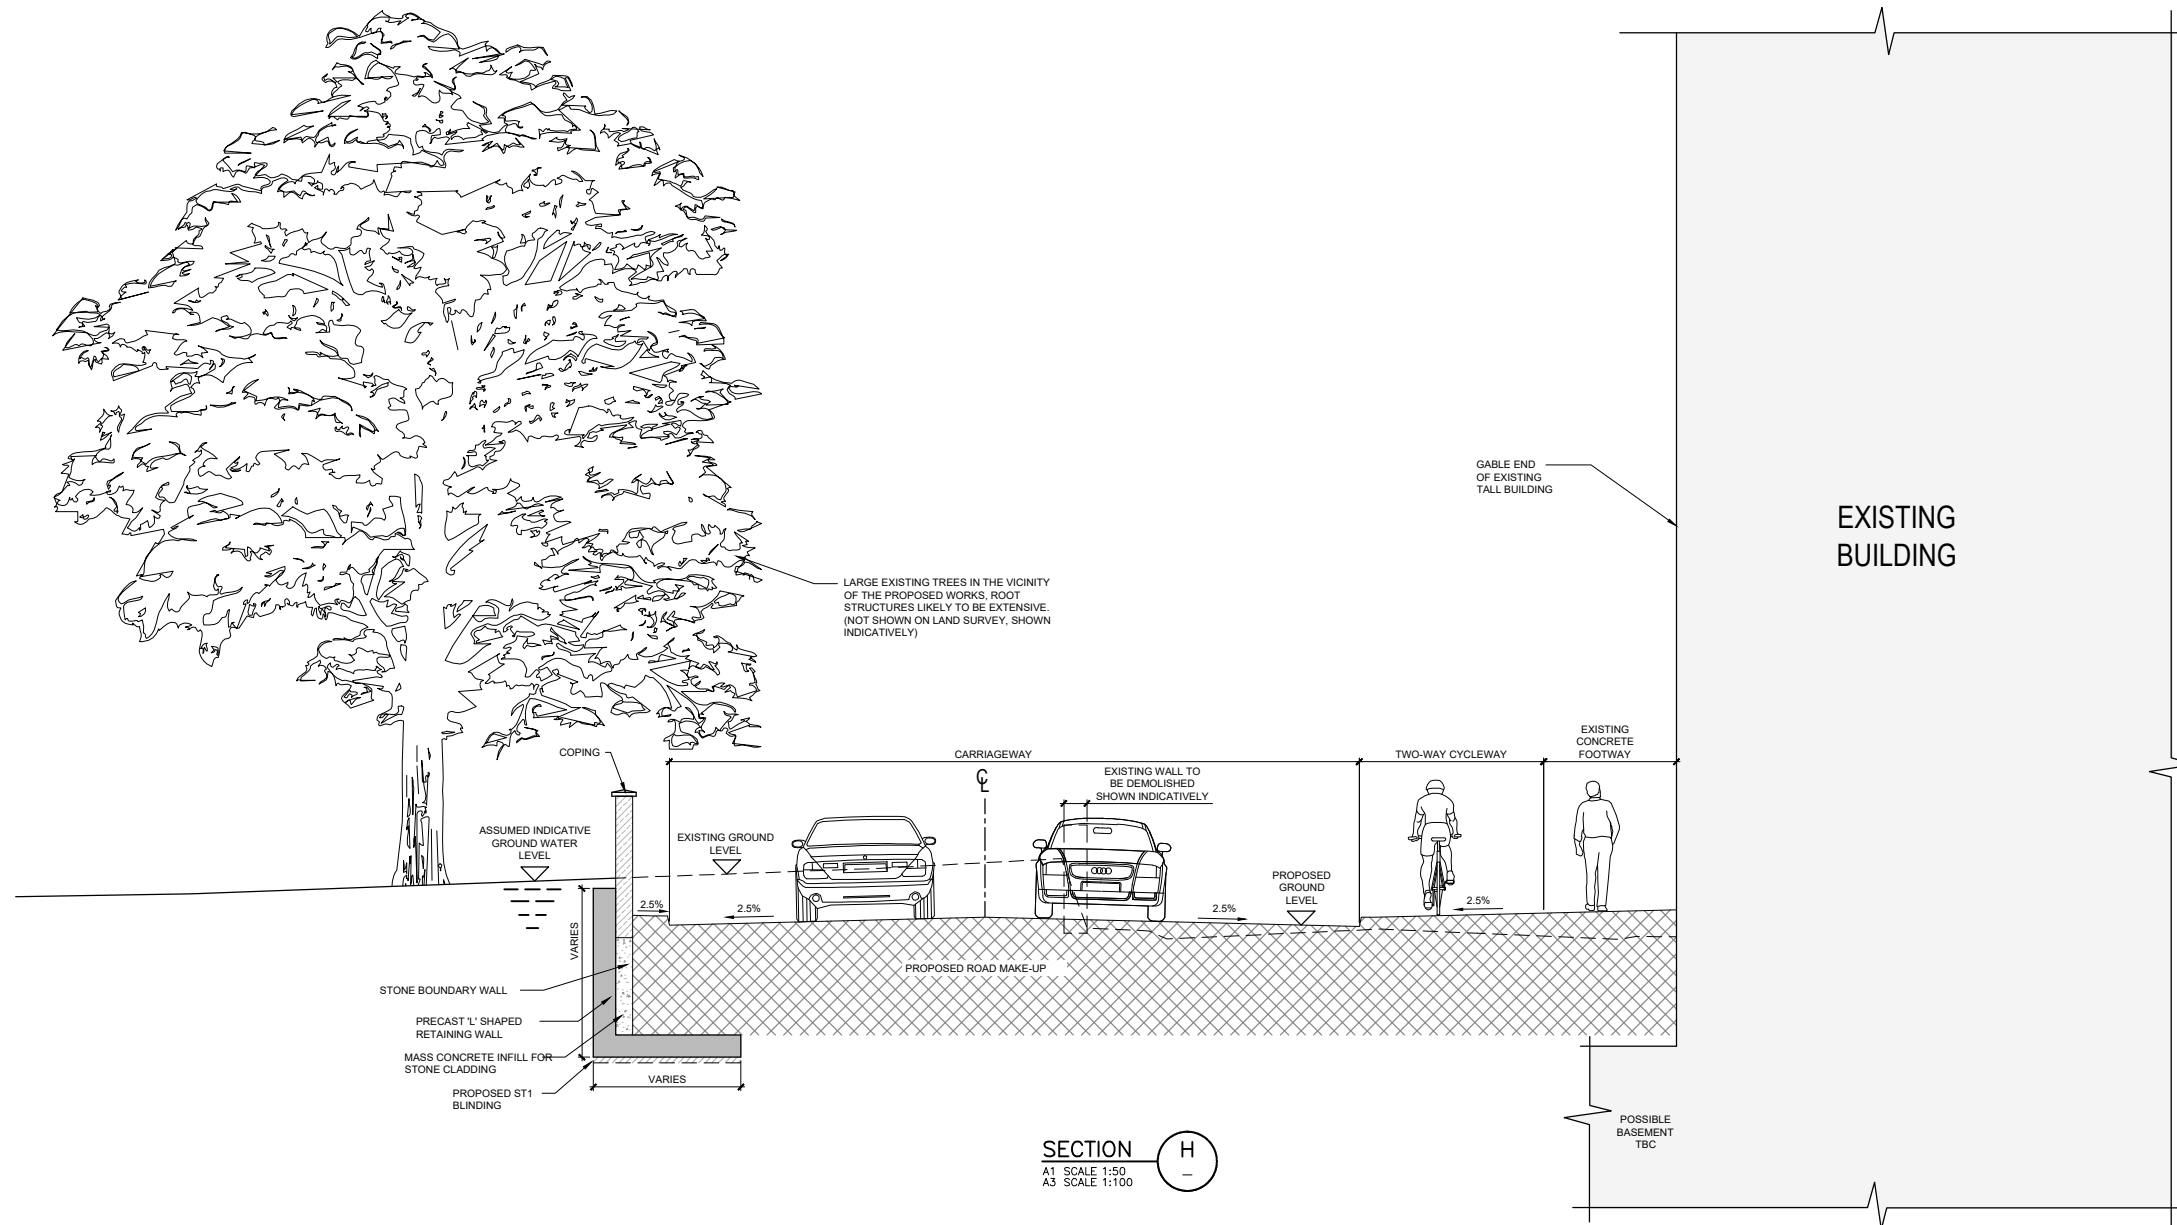 GABLE END
OF EXISTING
TALL BUILDING
EXISTING
BUILDING
LARGE EXISTING TREES IN THE VICINITY
OF THE PROPOSED WORKS, ROOT
STRUCTURES LIKELY TO BE EXTENSIVE.
(NOT SHOWN ON LAND SURVEY, SHOWN
INDICATIVELY)
COPING
CARRIAGEWAY
TWO-WAY CYCLEWAY
EXISTING
CONCRETE
FOOTWAY
CL
EXISTING WALL TO
BE DEMOLISHED
SHOWN INDICATIVELY
ASSUMED INDICATIVE
GROUND WATER
LEVEL
EXISTING GROUND
LEVEL
PROPOSED
GROUND
LEVEL
2.5%
2.5%
2.5%
2.5%
VARIES
PROPOSED ROAD MAKE-UP
STONE BOUNDARY WALL
PRECAST 'L' SHAPED
RETAINING WALL
MASS CONCRETE INFILL FOR
STONE CLADDING
PROPOSED ST1
BLINDING
VARIES
POSSIBLE
BASEMENT
TBC
SECTION
H
–
A1 SCALE 1:50
A3 SCALE 1:100